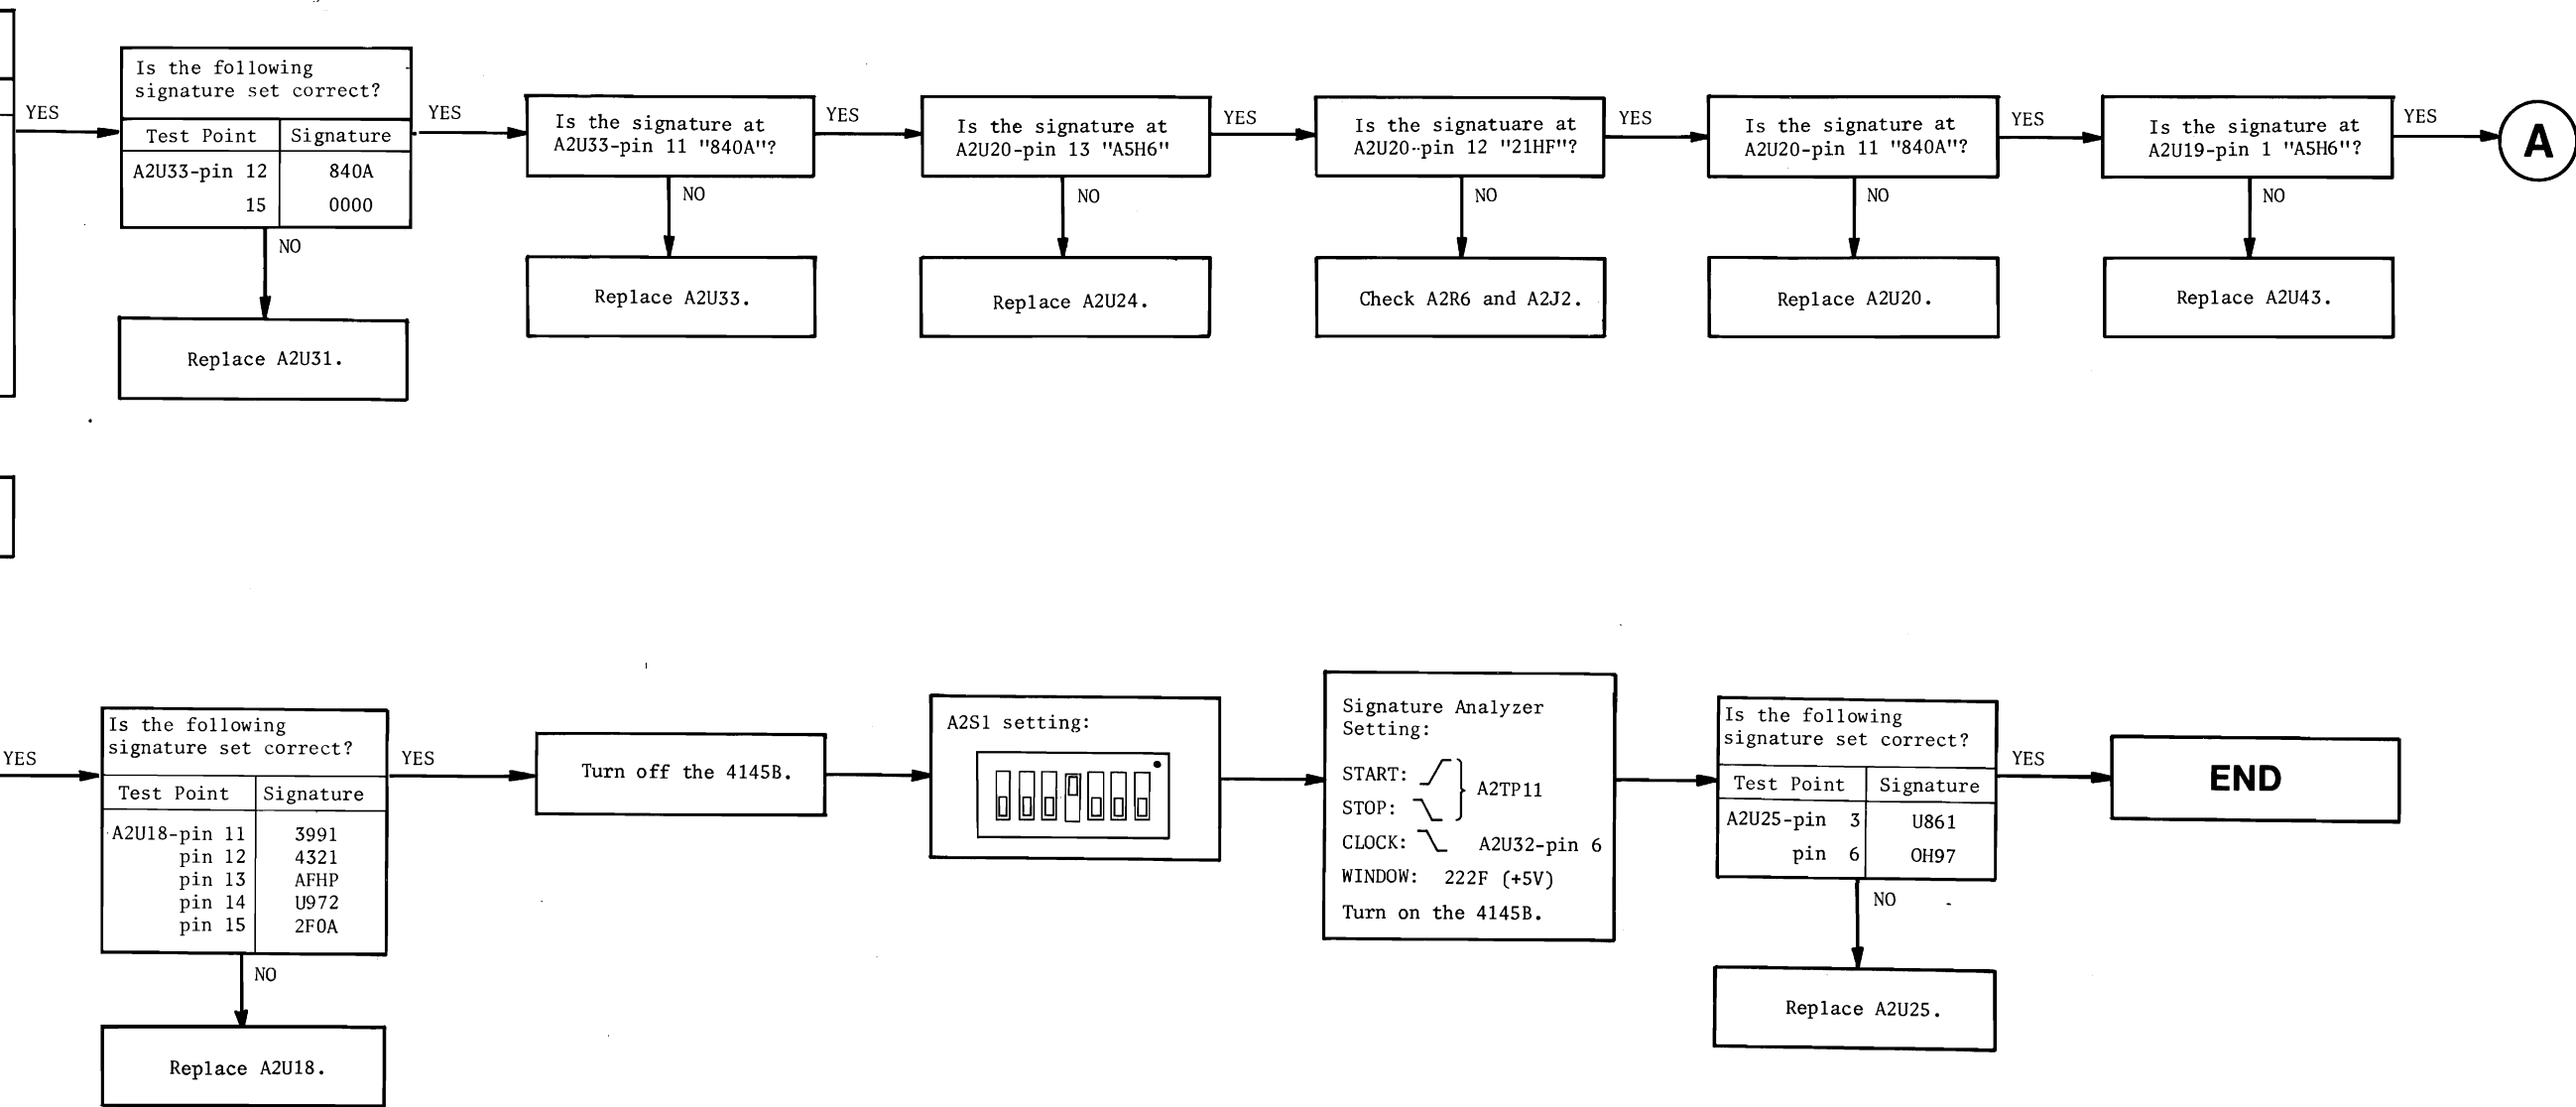 YES
Is the following
signature set correct?
Test Point Signature
A2U33-pin 12 840A
15 0000
NO
Replace A2U31.
YES
Is the signature at
A2U33-pin 11 "840A"?
NO
Replace A2U33.
YES
Is the signature at
A2U20-pin 13 "A5H6"
NO
Replace A2U24.
YES
Is the signatuare at
A2U20-pin 12 "21HF"?
NO
Check A2R6 and A2J2.
YES
Is the signature at
A2U20-pin 11 "840A"?
NO
Replace A2U20.
YES
Is the signature at
A2U19-pin 1 "A5H6"?
NO
Replace A2U43.
YES
A
YES
Is the following
signature set correct?
Test Point Signature
A2U18-pin 11 3991
pin 12 4321
pin 13 AFHP
pin 14 U972
pin 15 2F0A
NO
Replace A2U18.
YES
Turn off the 4145B.
A2S1 setting:
Signature Analyzer
Setting:
START:
STOP:
A2TP11
CLOCK: A2U32-pin 6
WINDOW: 222F (+5V)
Turn on the 4145B.
Is the following
signature set correct?
Test Point Signature
A2U25-pin 3 U861
pin 6 OH97
NO
Replace A2U25.
YES
END